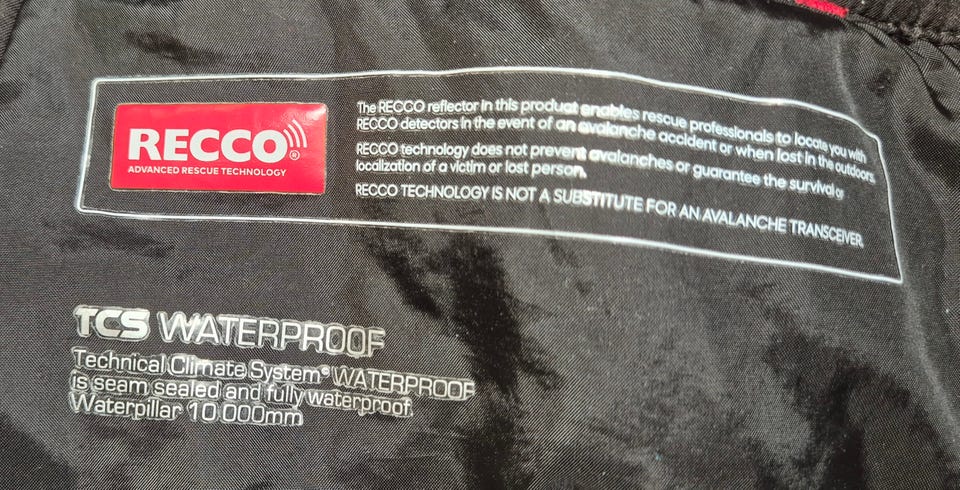 RECCO®
ADVANCED RESCUE TECHNOLOGY
The RECCO reflector in this product enables rescue professionals to locate you with
RECCO detectors in the event of an avalanche accident or when lost in the outdoors.
RECCO technology does not prevent avalanches or guarantee the survival or
localization of a victim or lost person.
RECCO TECHNOLOGY IS NOT A SUBSTITUTE FOR AN AVALANCHE TRANSCEIVER.
TCS WATERPROOF
Technical Climate System® WATERPROOF
is seam sealed and fully waterproof.
Waterpillar 10.000mm